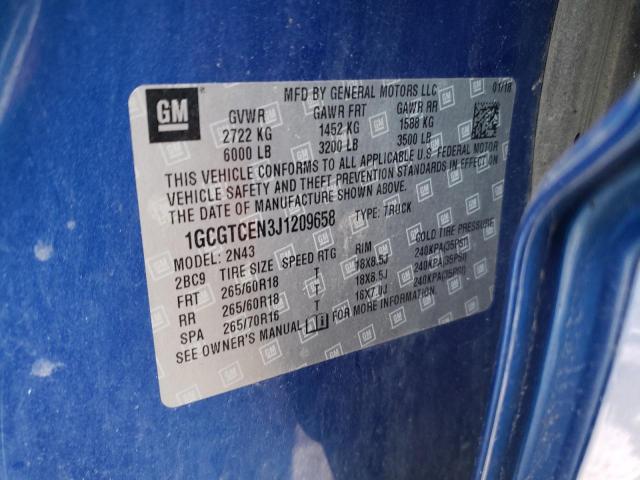 GM
MFD BY GENERAL MOTORS LLC 01/18
GVWR GAWR FRT GAWR RR
2722 KG 1452 KG 1588 KG
6000 LB 3200 LB 3500 LB
THIS VEHICLE CONFORMS TO ALL APPLICABLE U.S. FEDERAL MOTOR
VEHICLE SAFETY AND THEFT PREVENTION STANDARDS IN EFFECT ON
THE DATE OF MANUFACTURE SHOWN ABOVE.
1GCGTCEN3J1209658 TYPE: TRUCK
MODEL: 2N43
2BC9 TIRE SIZE SPEED RTG RIM COLD TIRE PRESSURE
FRT 265/60R18 T 18X8.5J 240KPA(35PSI)
RR 265/60R18 T 18X8.5J 240KPA(35PSI)
SPA 265/70R16 T 16X7.0J 240KPA(35PSI)
SEE OWNER'S MANUAL FOR MORE INFORMATION.